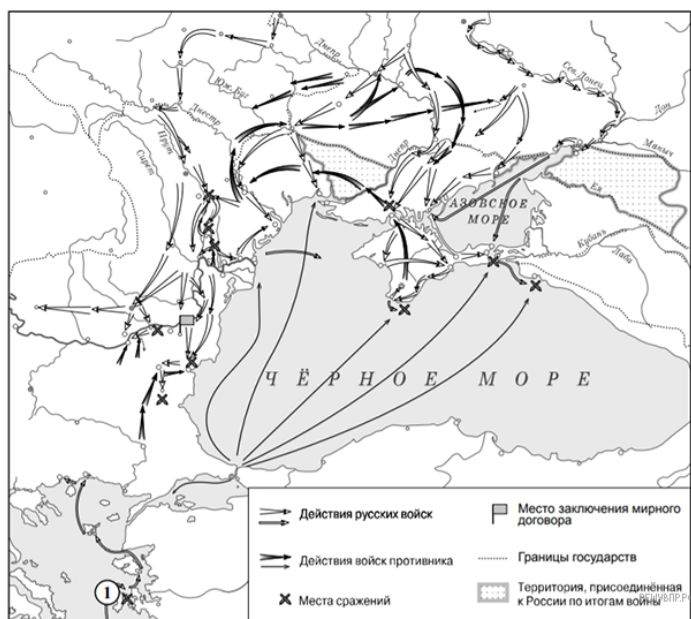 Днепр
Сев. Донец
Юж. Буг
Дон
Днестр
Прут
Днепр
Маныч
Сирет
Ея
АЗОВСКОЕ
МОРЕ
Кубань
Лаба
ЧЁРНОЕ МОРЕ
Действия русских войск
Место заключения мирного
договора
Действия войск противника
Границы государств
Места сражений
Территория, присоединённая
к России по итогам войны
1